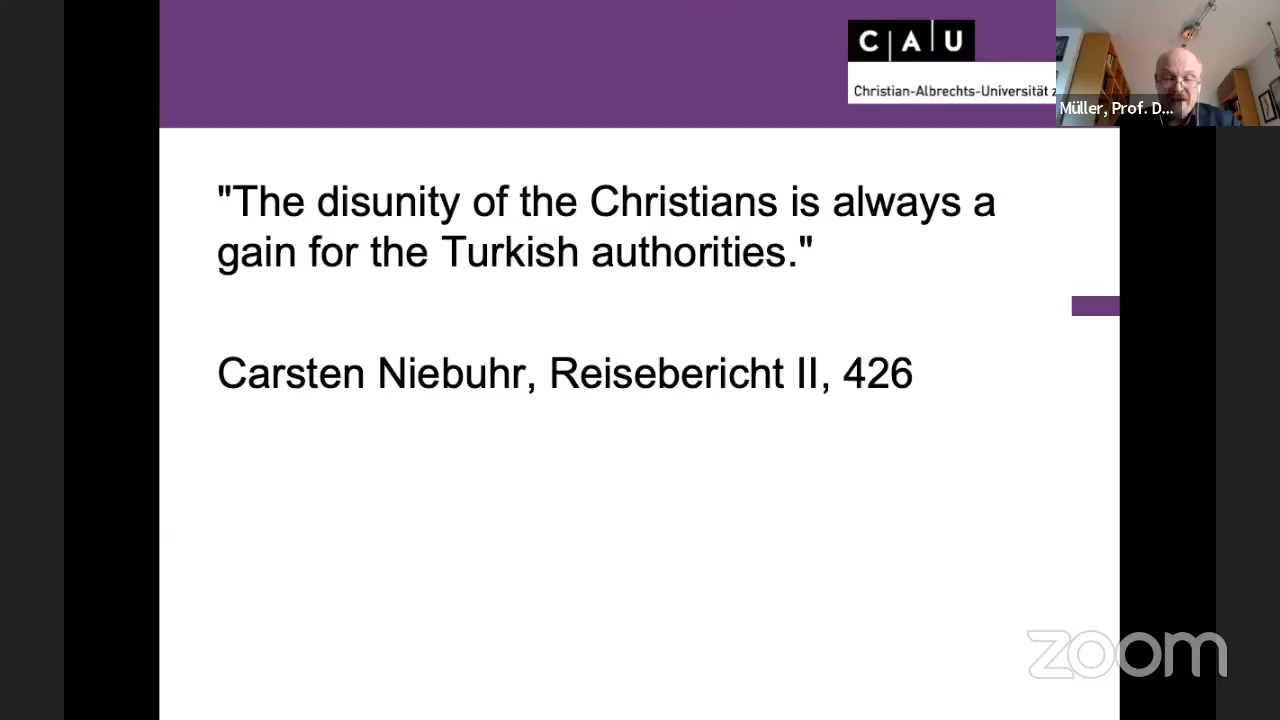 C|A|U
Christian-Albrechts-Universität z
Müller, Prof. D...
"The disunity of the Christians is always a
gain for the Turkish authorities."
Carsten Niebuhr, Reisebericht II, 426
zoom